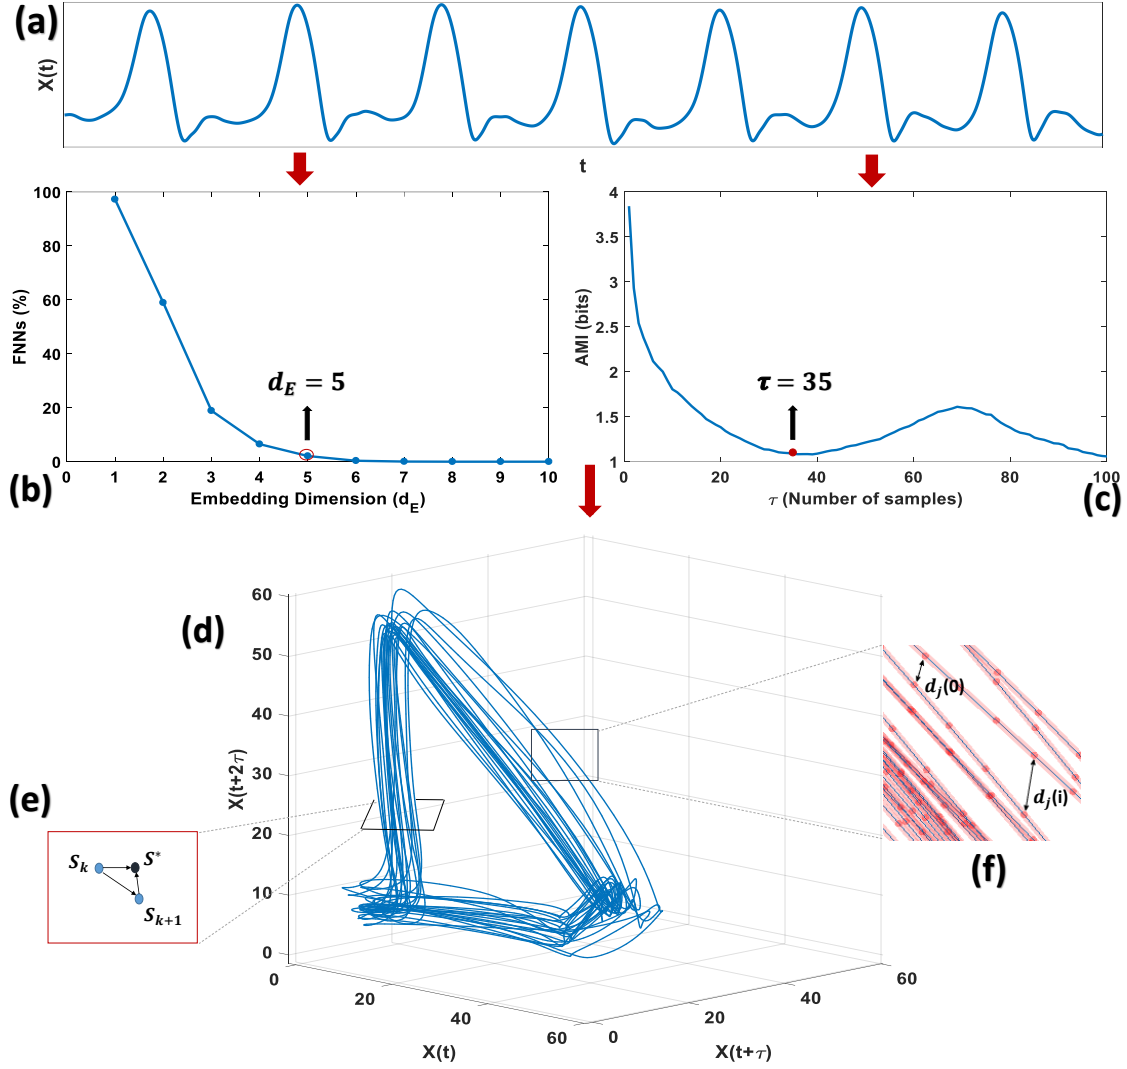 (a)
X(t)
t
100
80
60
40
20
0
FNNs (%)
d_E = 5
0 1 2 3 4 5 6 7 8 9 10
Embedding Dimension (d_E)
(b)
4
3.5
3
2.5
2
1.5
1
AMI (bits)
τ = 35
0 20 40 60 80 100
τ (Number of samples)
(c)
(d)
60
50
40
30
20
10
0
X(t+2τ)
0
20
40
60
X(t)
0
20
40
60
X(t+τ)
(e)
S_k
S*
S_{k+1}
d_j(0)
d_j(i)
(f)